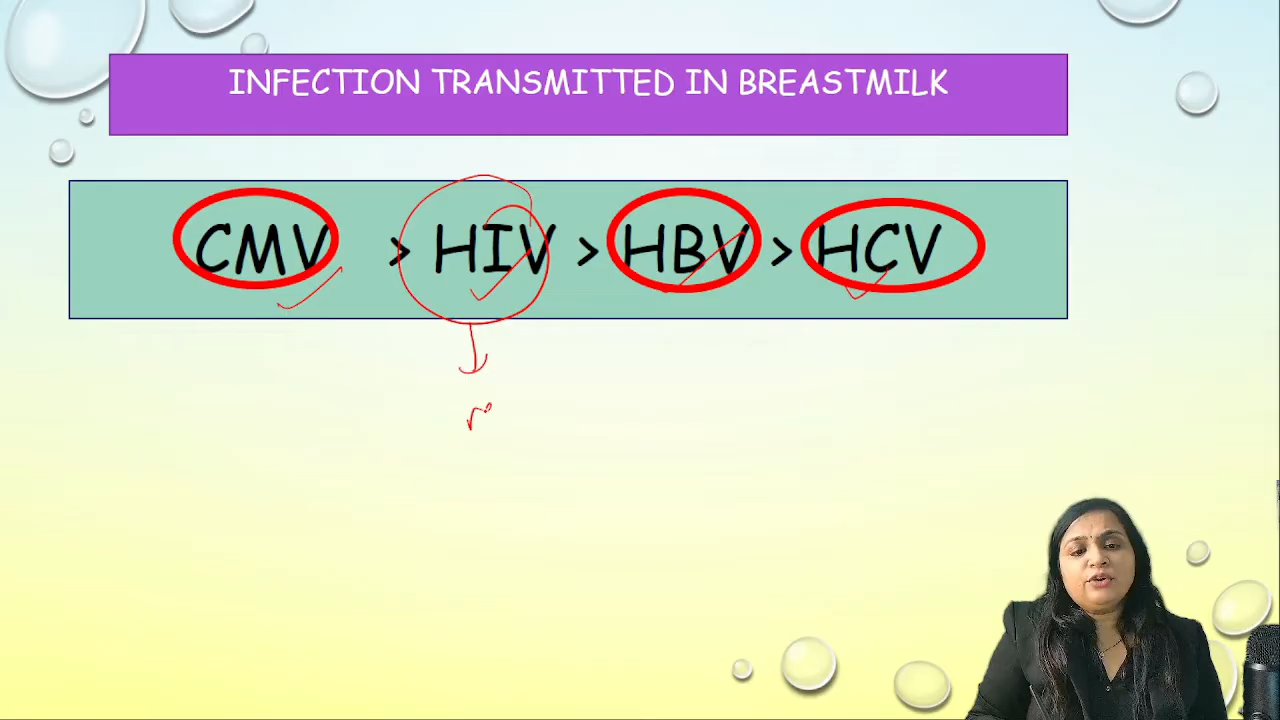 INFECTION TRANSMITTED IN BREASTMILK
CMV > HIV > HBV > HCV